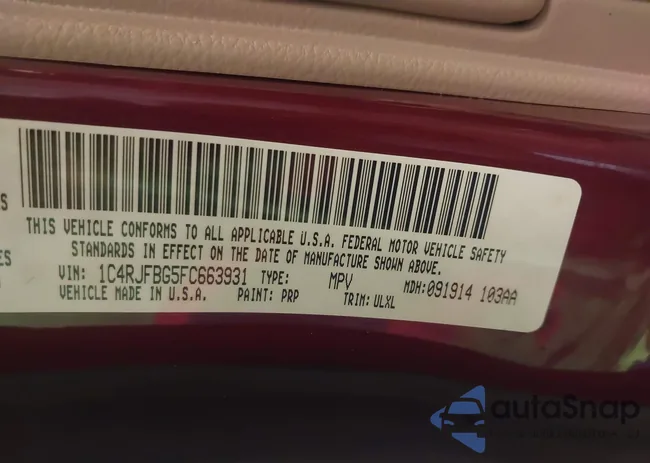 S
THIS VEHICLE CONFORMS TO ALL APPLICABLE U.S.A. FEDERAL MOTOR VEHICLE SAFETY
STANDARDS IN EFFECT ON THE DATE OF MANUFACTURE SHOWN ABOVE.
ES
VIN: 1C4RJFBG5FC663931 TYPE: MPV MDH: 091914 103AA
VEHICLE MADE IN U.S.A. PAINT: PRP TRIM: ULXL
autoSnap